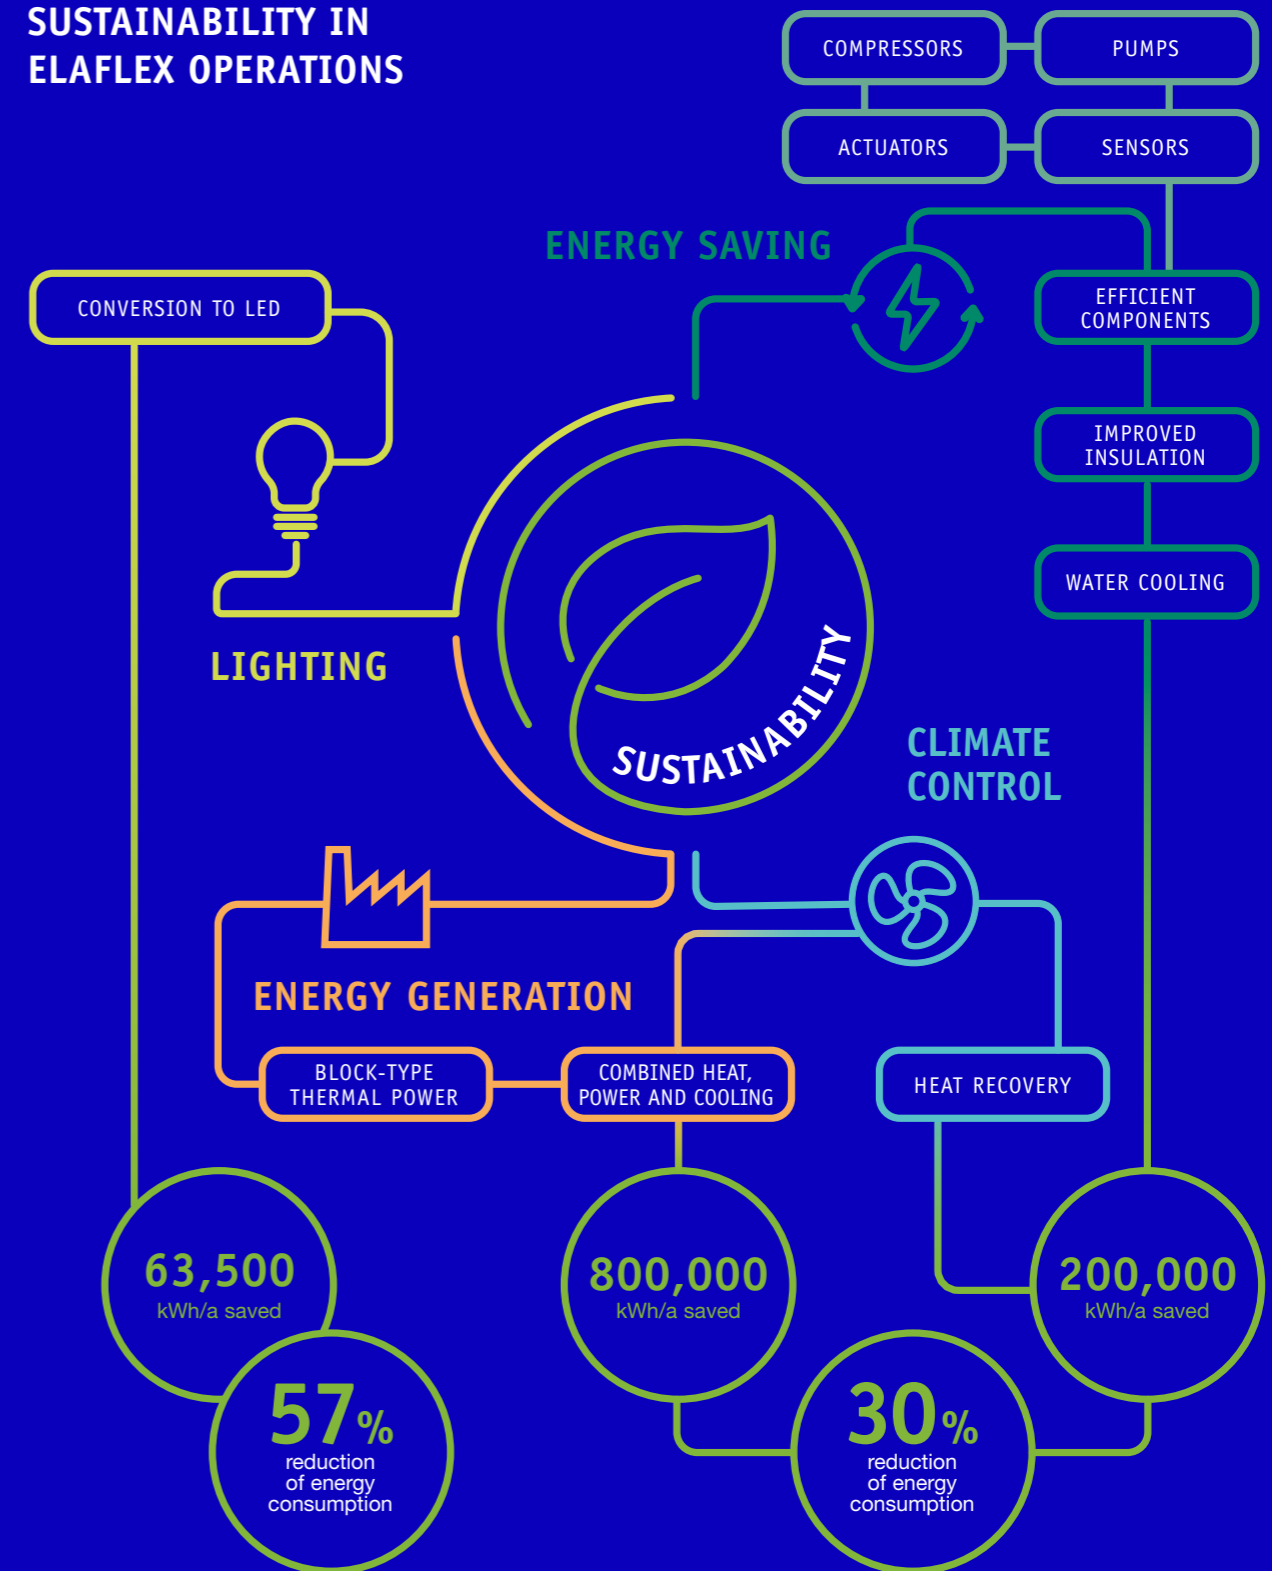 SUSTAINABILITY IN
ELAFLEX OPERATIONS
COMPRESSORS
PUMPS
ACTUATORS
SENSORS
ENERGY SAVING
CONVERSION TO LED
EFFICIENT
COMPONENTS
IMPROVED
INSULATION
WATER COOLING
LIGHTING
SUSTAINABILITY
CLIMATE
CONTROL
ENERGY GENERATION
BLOCK-TYPE
THERMAL POWER
COMBINED HEAT,
POWER AND COOLING
HEAT RECOVERY
63,500
kWh/a saved
800,000
kWh/a saved
200,000
kWh/a saved
57%
reduction
of energy
consumption
30%
reduction
of energy
consumption